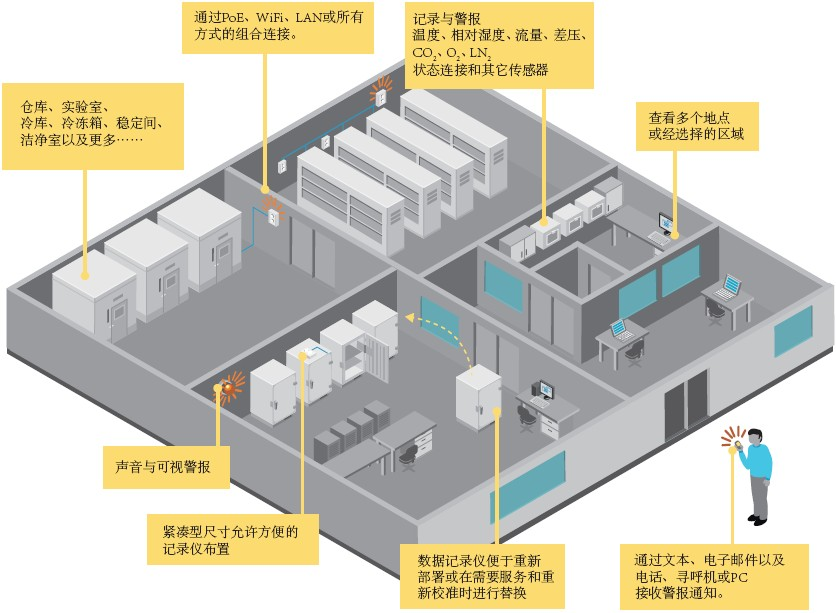 通过PoE、WiFi、LAN或所有
方式的组合连接。
记录与警报
温度、相对湿度、流量、差压、
CO₂、O₂、LN₂
状态连接和其它传感器
仓库、实验室、
冷库、冷冻箱、稳定间、
洁净室以及更多……
查看多个地点
或经选择的区域
声音与可视警报
紧凑型尺寸允许方便的
记录仪布置
数据记录仪便于重新
部署或在需要服务和重
新校准时进行替换
通过文本、电子邮件以及
电话、寻呼机或PC
接收警报通知。